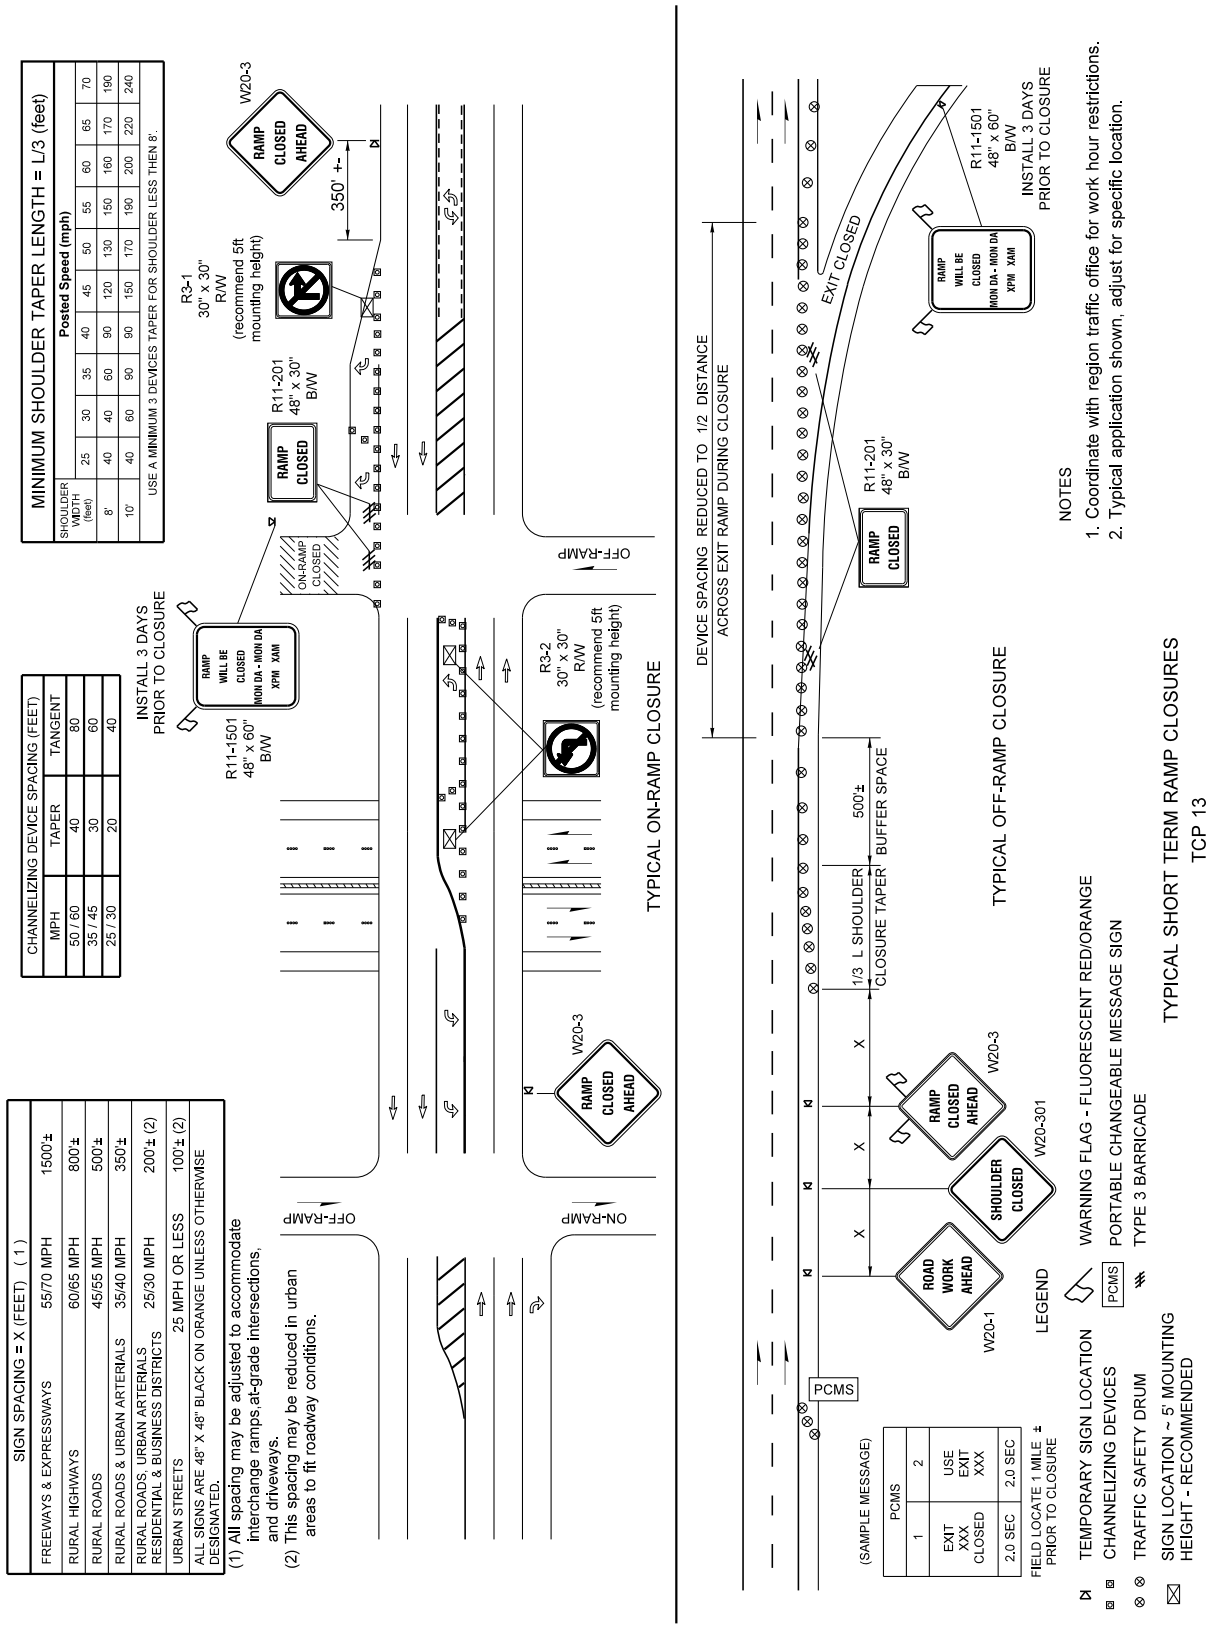 SIGN SPACING = X (FEET) ( 1 )
FREEWAYS & EXPRESSWAYS 55/70 MPH 1500'±
RURAL HIGHWAYS 60/65 MPH 800'±
RURAL ROADS 45/55 MPH 500'±
RURAL ROADS & URBAN ARTERIALS 35/40 MPH 350'±
RURAL ROADS, URBAN ARTERIALS
RESIDENTIAL & BUSINESS DISTRICTS 25/30 MPH 200'± (2)
URBAN STREETS 25 MPH OR LESS 100'± (2)
ALL SIGNS ARE 48" X 48" BLACK ON ORANGE UNLESS OTHERWISE
DESIGNATED.
(1) All spacing may be adjusted to accommodate
interchange ramps,at-grade intersections,
and driveways.
(2) This spacing may be reduced in urban
areas to fit roadway conditions.
CHANNELIZING DEVICE SPACING (FEET)
MPH TAPER TANGENT
50 / 60 40 80
35 / 45 30 60
25 / 30 20 40
MINIMUM SHOULDER TAPER LENGTH = L/3 (feet)
SHOULDER
WIDTH
(feet)
Posted Speed (mph)
25 30 35 40 45 50 55 60 65 70
8' 40 40 60 90 120 130 150 160 170 190
10' 40 60 90 90 150 170 190 200 220 240
USE A MINIMUM 3 DEVICES TAPER FOR SHOULDER LESS THEN 8'.
INSTALL 3 DAYS
PRIOR TO CLOSURE
RAMP
WILL BE
CLOSED
MON DA - MON DA
XPM XAM
R11-1501
48" x 60"
B/W
RAMP
CLOSED
R11-201
48" x 30"
B/W
R3-1
30" x 30"
R/W
(recommend 5ft
mounting height)
RAMP
CLOSED
AHEAD
W20-3
350' +-
ON-RAMP
CLOSED
OFF-RAMP
OFF-RAMP
ON-RAMP
RAMP
CLOSED
AHEAD
W20-3
R3-2
30" x 30"
R/W
(recommend 5ft
mounting height)
TYPICAL ON-RAMP CLOSURE
DEVICE SPACING REDUCED TO 1/2 DISTANCE
ACROSS EXIT RAMP DURING CLOSURE
EXIT CLOSED
PCMS
(SAMPLE MESSAGE)
PCMS
1 2
EXIT
XXX
CLOSED
USE
EXIT
XXX
2.0 SEC 2.0 SEC
FIELD LOCATE 1 MILE ±
PRIOR TO CLOSURE
X
X
X
1/3 L SHOULDER
CLOSURE TAPER
500'±
BUFFER SPACE
ROAD
WORK
AHEAD
W20-1
SHOULDER
CLOSED
W20-301
RAMP
CLOSED
AHEAD
W20-3
RAMP
CLOSED
R11-201
48" x 30"
B/W
RAMP
WILL BE
CLOSED
MON DA - MON DA
XPM XAM
R11-1501
48" x 60"
B/W
INSTALL 3 DAYS
PRIOR TO CLOSURE
TYPICAL OFF-RAMP CLOSURE
NOTES
1. Coordinate with region traffic office for work hour restrictions.
2. Typical application shown, adjust for specific location.
LEGEND
TEMPORARY SIGN LOCATION
CHANNELIZING DEVICES
TRAFFIC SAFETY DRUM
SIGN LOCATION ~ 5' MOUNTING
HEIGHT - RECOMMENDED
WARNING FLAG - FLUORESCENT RED/ORANGE
PCMS PORTABLE CHANGEABLE MESSAGE SIGN
TYPE 3 BARRICADE
TYPICAL SHORT TERM RAMP CLOSURES
TCP 13